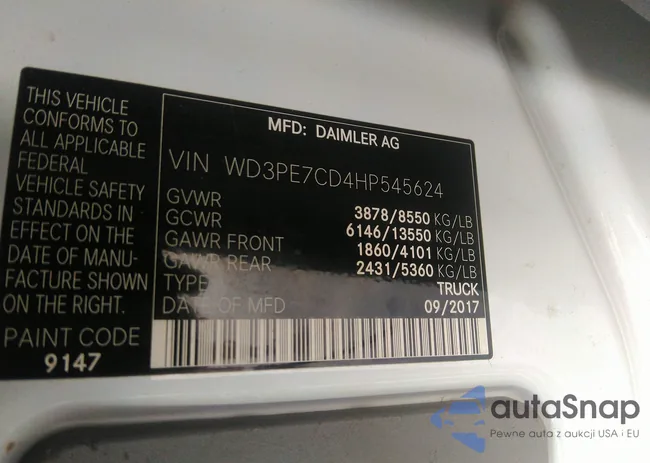 THIS VEHICLE
CONFORMS TO
ALL APPLICABLE
FEDERAL
VEHICLE SAFETY
STANDARDS IN
EFFECT ON THE
DATE OF MANU-
FACTURE SHOWN
ON THE RIGHT.
PAINT CODE
9147
MFD: DAIMLER AG
VIN WD3PE7CD4HP545624
GVWR 3878/8550 KG/LB
GCWR 6146/13550 KG/LB
GAWR FRONT 1860/4101 KG/LB
GAWR REAR 2431/5360 KG/LB
TYPE TRUCK
DATE OF MFD 09/2017
autaSnap
Pewne auta z aukcji USA i EU